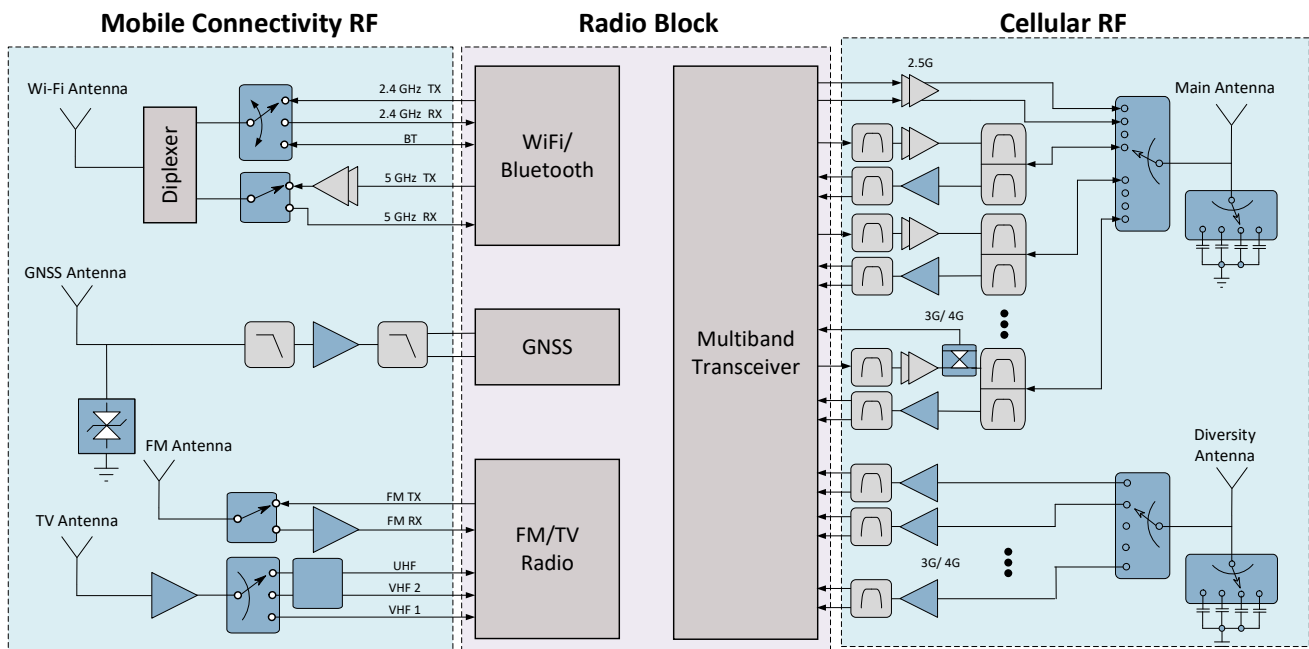 Mobile Connectivity RF
Radio Block
Cellular RF
Wi-Fi Antenna
Diplexer
2.4 GHz TX
2.4 GHz RX
BT
5 GHz TX
5 GHz RX
WiFi/
Bluetooth
GNSS Antenna
GNSS
FM Antenna
TV Antenna
FM TX
FM RX
UHF
VHF 2
VHF 1
FM/TV
Radio
Multiband
Transceiver
2.5G
Main Antenna
3G/ 4G
Diversity
Antenna
3G/ 4G